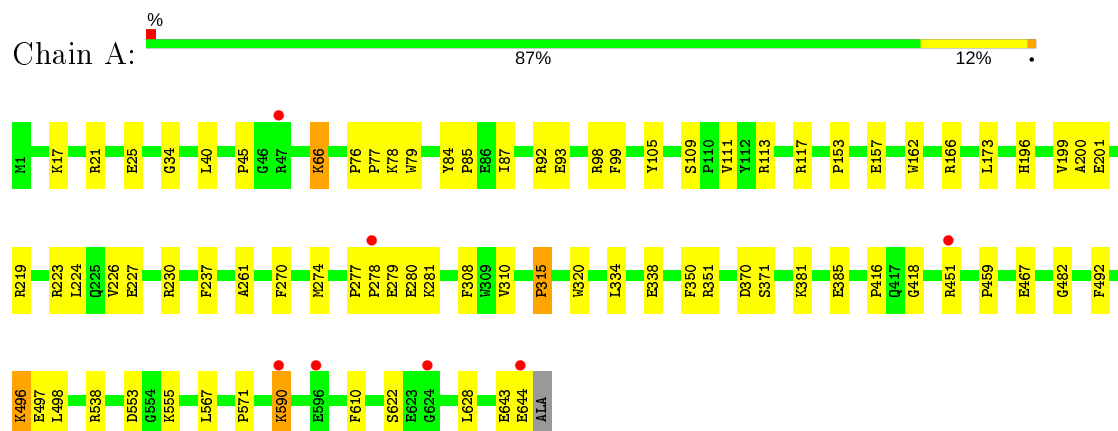 %
Chain A:
87%
12%
•
M1 K17 R21 E25 G34 L40 P45 G46 R47 K66 P76 P77 K78 W79 Y84 P85 E86 I87 R92 E93 R98 F99 Y105 S109 P110 V111 Y112 R113 R117 P153 E157 W162 R166 L173 H196 V199 A200 E201
R219 R223 L224 Q225 V226 E227 R230 F237 A261 F270 M274 P277 P278 E279 E280 K281 F308 W309 V310 P315 W320 L334 E338 F350 R351 D370 S371 K381 E385 P416 Q417 G418 R451 P459 E467 G482 F492
K496 E497 L498 R538 D553 G554 K555 L567 P571 K590 E596 F610 S622 E623 G624 L628 E643 E644 ALA